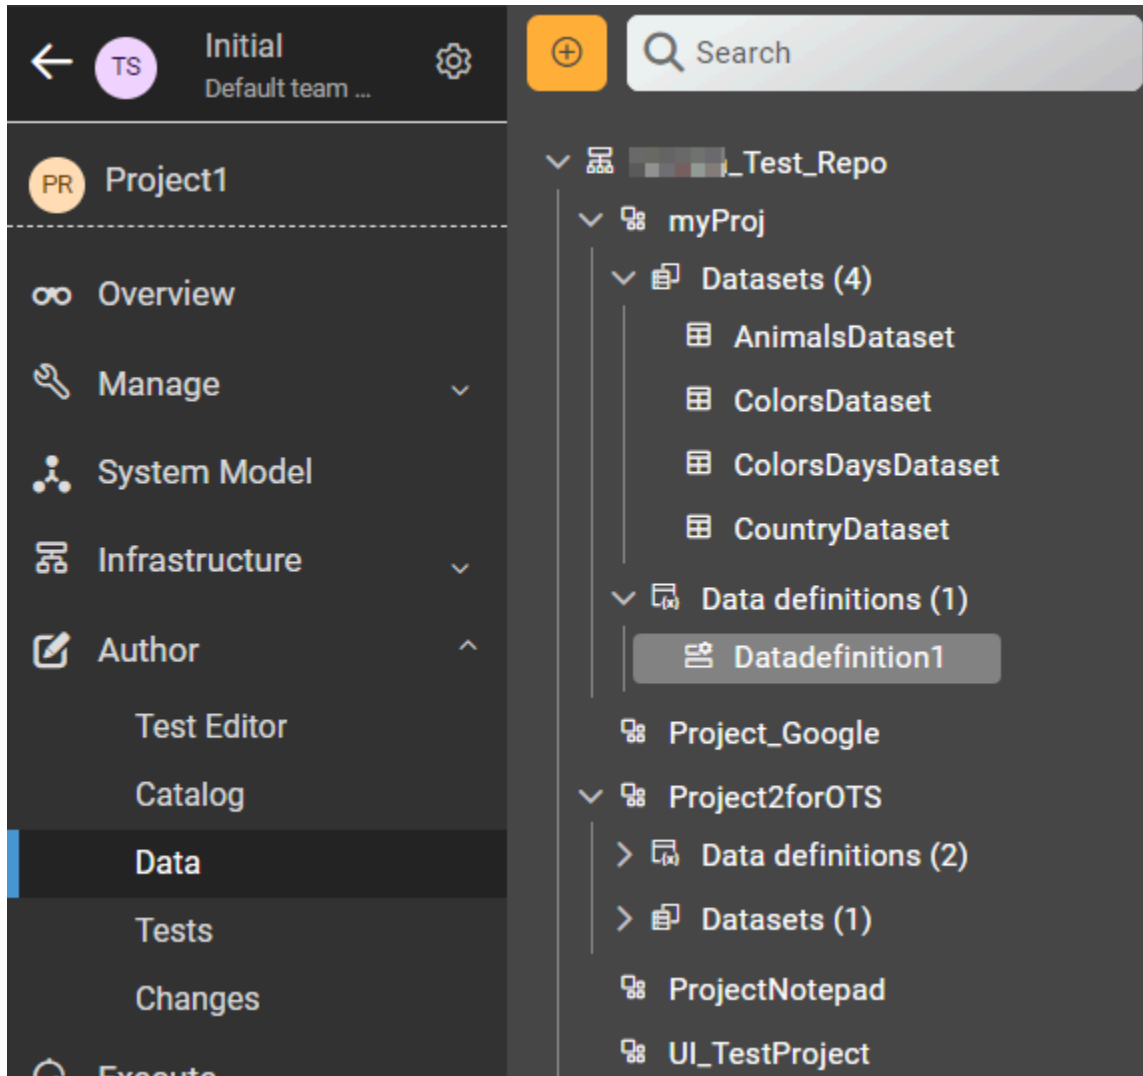 TS
Initial
Default team ...
PR
Project1
Overview
Manage
System Model
Infrastructure
Author
Test Editor
Catalog
Data
Tests
Changes
Execute
Search
_Test_Repo
myProj
Datasets (4)
AnimalsDataset
ColorsDataset
ColorsDaysDataset
CountryDataset
Data definitions (1)
Datadefinition1
Project_Google
Project2forOTS
Data definitions (2)
Datasets (1)
ProjectNotepad
UI_TestProject